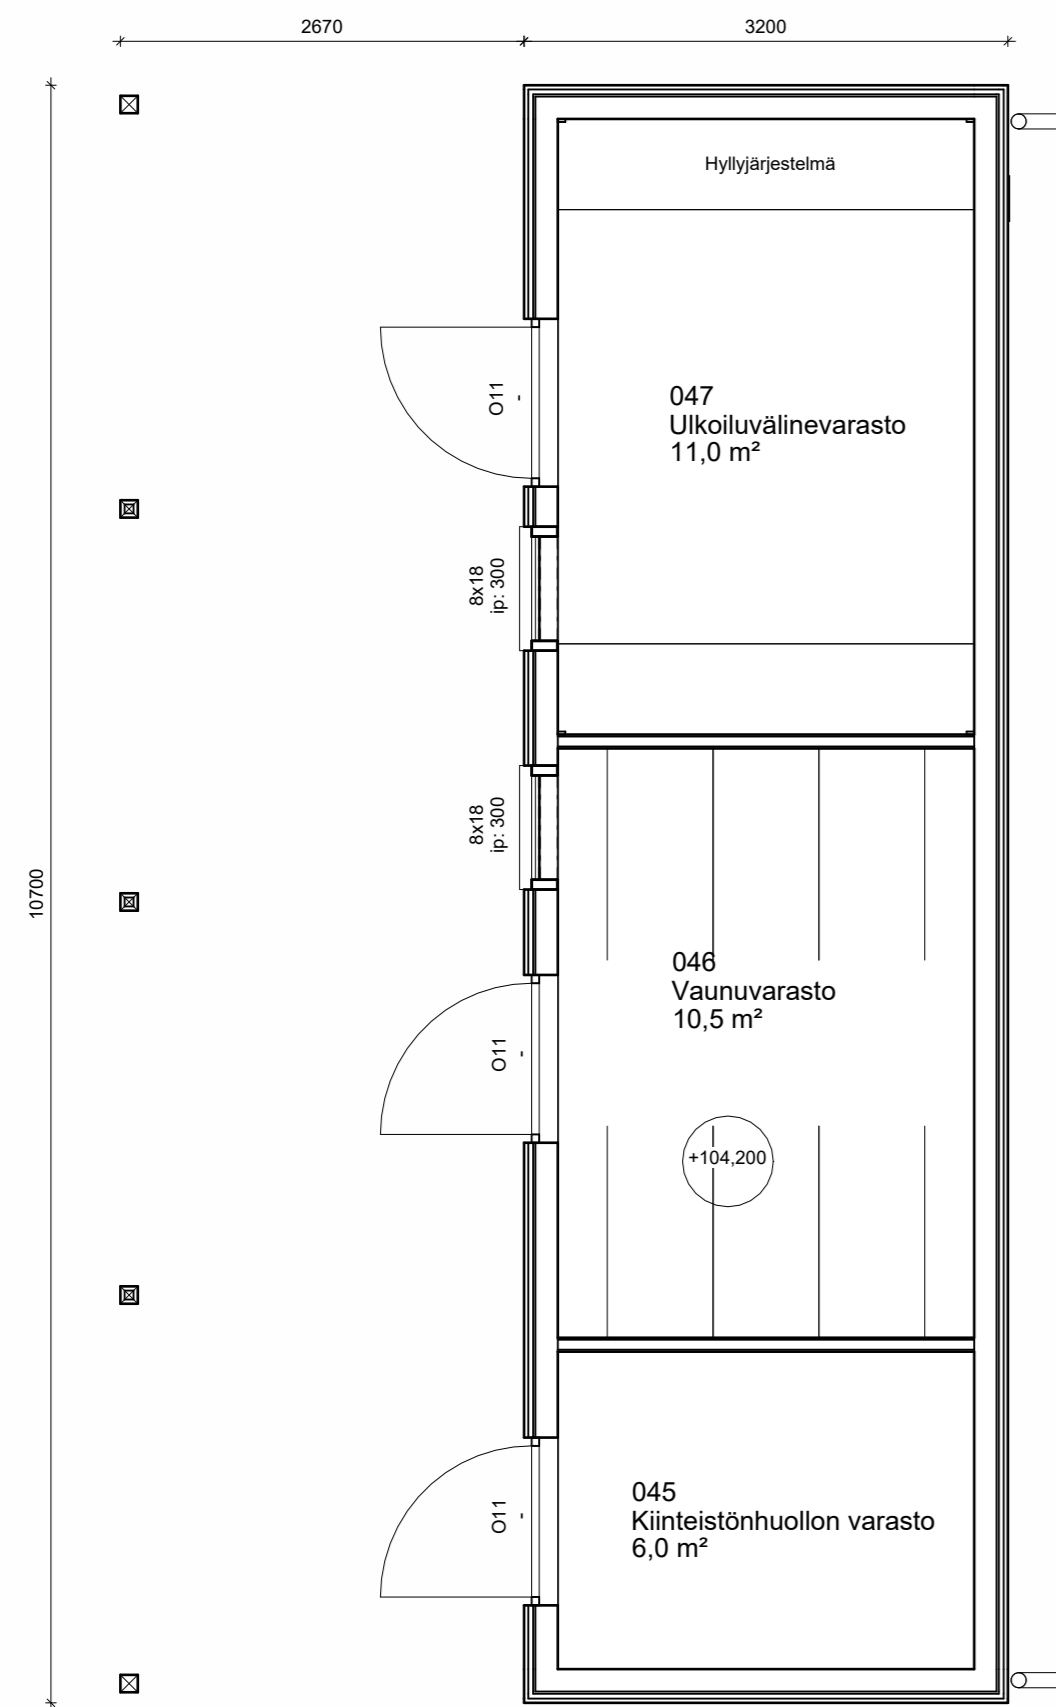 2670
3200
Hyllyjärjestelmä
O11
047
Ulkoiluvälinevarasto
11,0 m²
8x18
ip: 300
8x18
ip: 300
10700
046
Vaunuvarasto
10,5 m²
O11
+104,200
045
Kiinteistönhuollon varasto
6,0 m²
O11